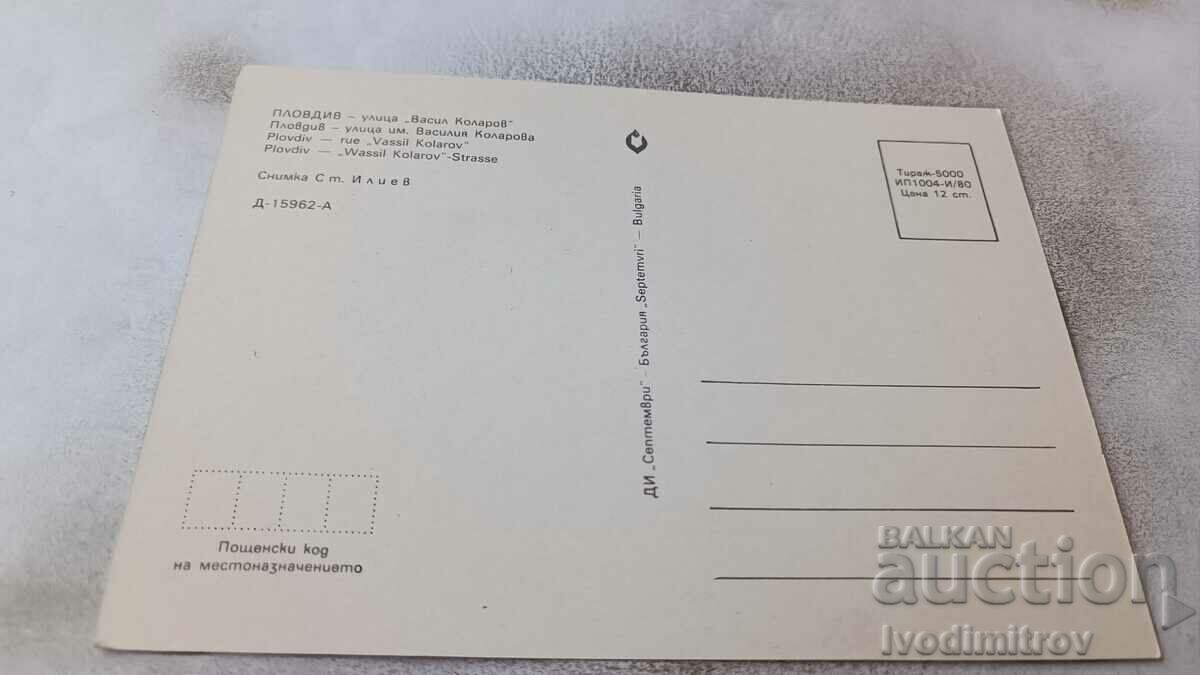 ПЛОВДИВ – улица „Васил Коларов"
Пловдив – улица им. Василия Коларова
Plovdiv — rue „Vassil Kolarov"
Plovdiv — „Wassil Kolarov"-Strasse
Снимка Ст. Илиев
Д-15962-А
ДИ „Септември" - България „Septemvri" — Bulgaria
Тираж-5000
ИП1004-И/80
Цена 12 ст.
Пощенски код
на местоназначението
BALKAN
auction
Ivodimitrov